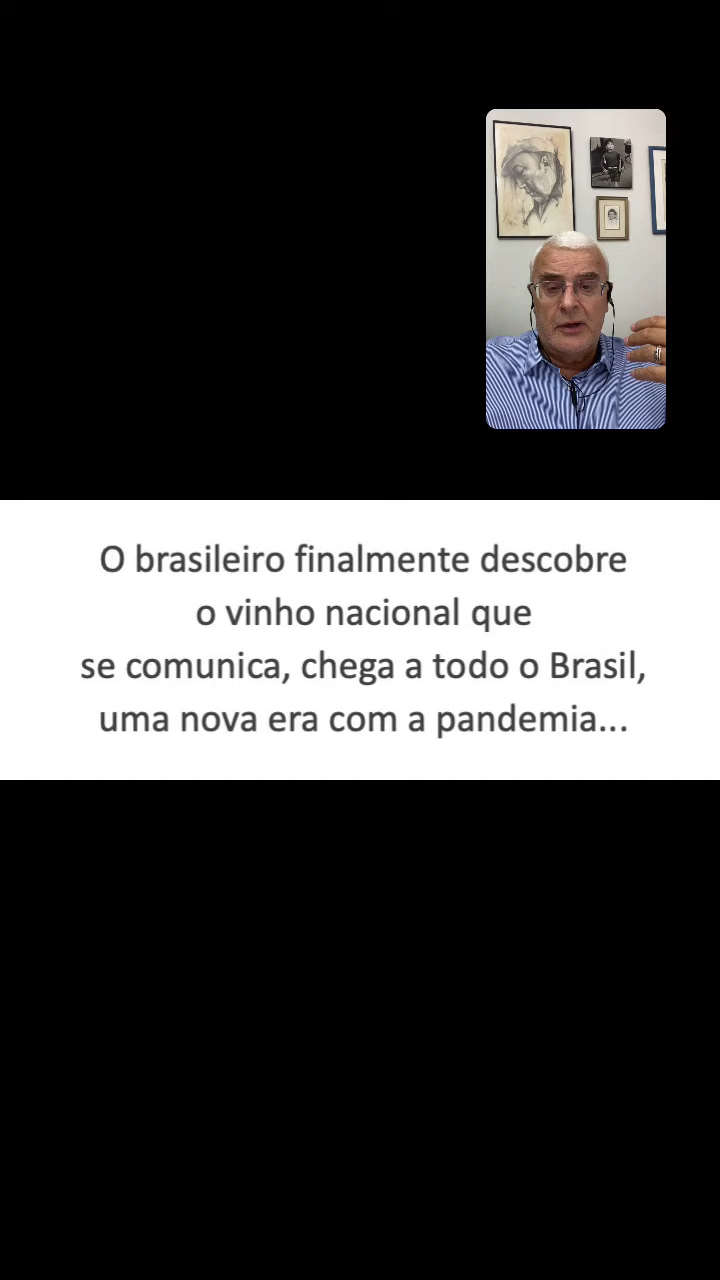 O brasileiro finalmente descobre
o vinho nacional que
se comunica, chega a todo o Brasil,
uma nova era com a pandemia...